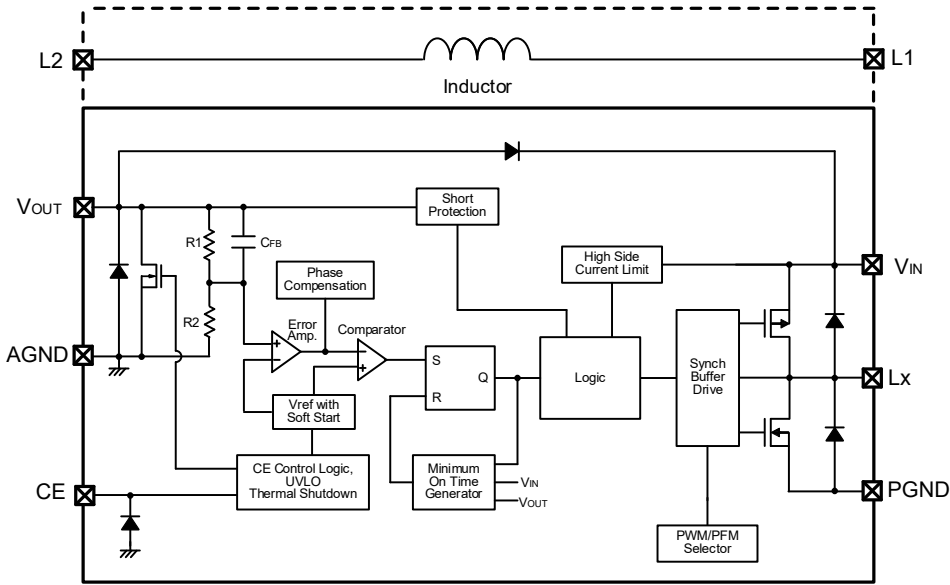 L2
L1
Inductor
VOUT
Short
Protection
R1
CFB
High Side
Current Limit
VIN
Phase
Compensation
R2
Error
Amp.
Comparator
AGND
S
Q
R
Logic
Synch
Buffer
Drive
Lx
Vref with
Soft Start
CE Control Logic,
UVLO
Thermal Shutdown
Minimum
On Time
Generator
VIN
VOUT
CE
PGND
PWM/PFM
Selector